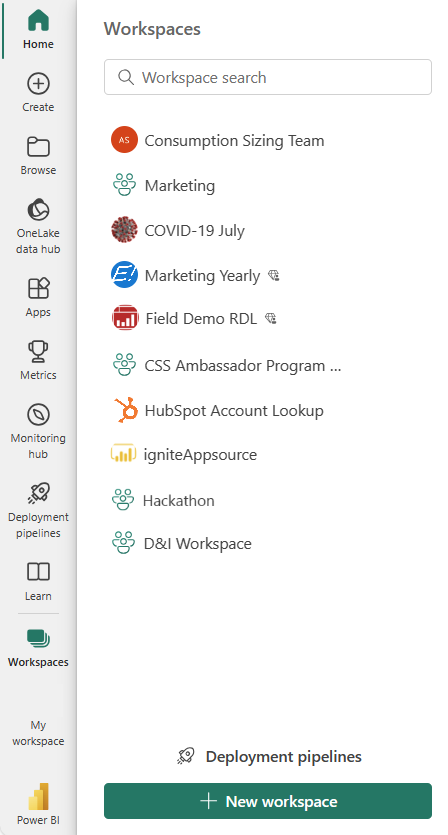 Home
Create
Browse
OneLake
data hub
Apps
Metrics
Monitoring
hub
Deployment
pipelines
Learn
Workspaces
My
workspace
Power BI
Workspaces
Workspace search
AS
Consumption Sizing Team
Marketing
COVID-19 July
E!
Marketing Yearly
Field Demo RDL
CSS Ambassador Program ...
HubSpot Account Lookup
igniteAppsource
Hackathon
D&I Workspace
Deployment pipelines
New workspace